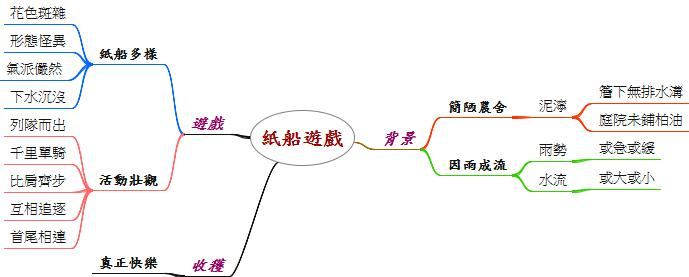 紙船遊戲
背景
簡陋農舍
泥濘
簷下無排水溝
庭院未鋪柏油
因雨成流
雨勢
或急或緩
水流
或大或小
遊戲
紙船多樣
花色斑雜
形態怪異
氣派儼然
下水沉沒
活動壯觀
列隊而出
千里單騎
比肩齊步
互相追逐
首尾相連
收穫
真正快樂